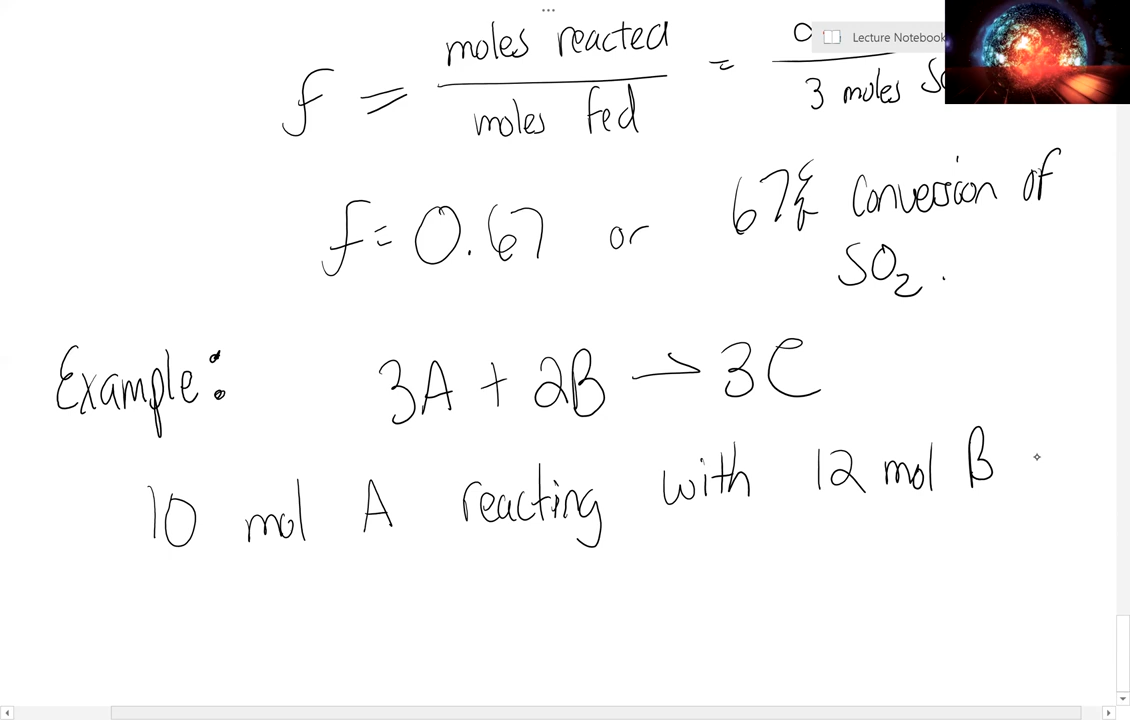 f = moles reacted / moles fed = / 3 moles
Lecture Notebook
f = 0.67 or 67% conversion of
SO₂.
Example: 3A + 2B → 3C
10 mol A reacting with 12 mol B